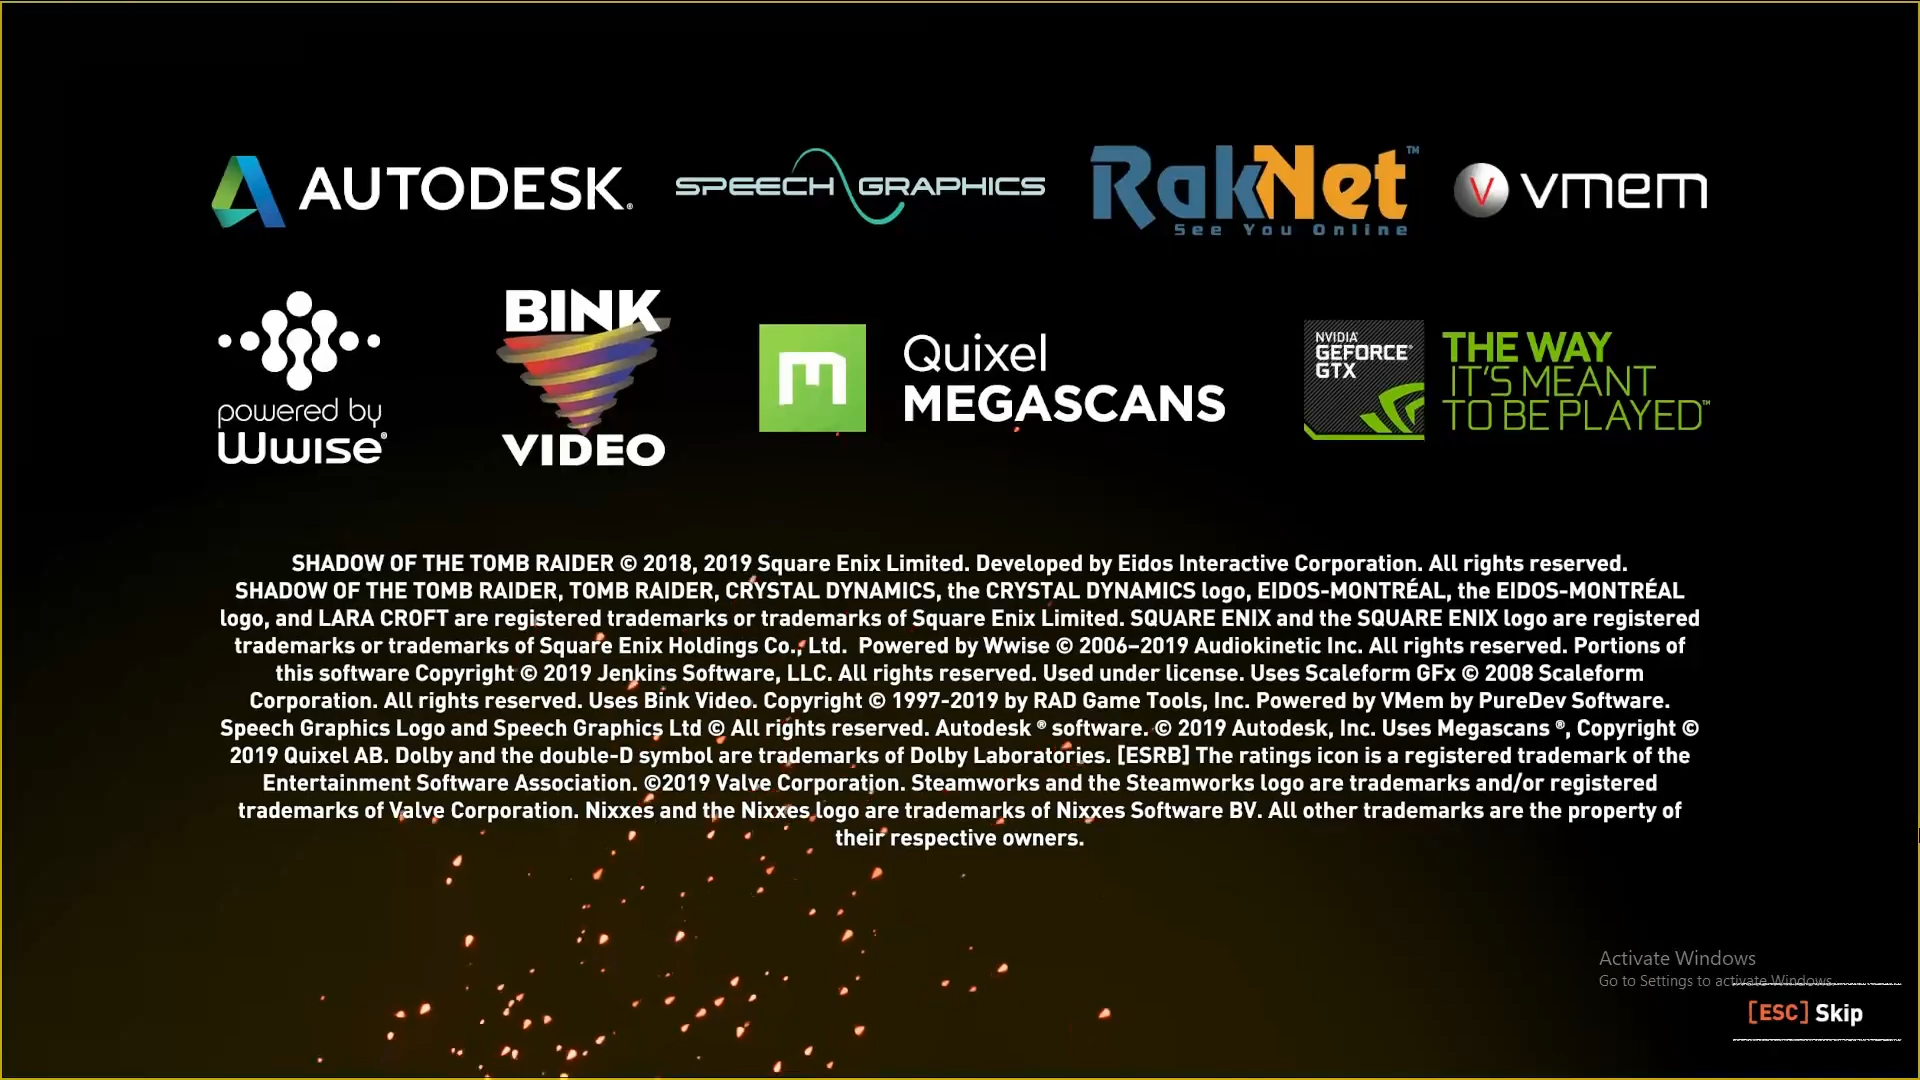 AUTODESK®
SPEECH GRAPHICS
RakNet™
See You Online
V vmem
powered by
Wwise®
BINK
VIDEO
m
Quixel
MEGASCANS
NVIDIA®
GEFORCE®
GTX
THE WAY
IT'S MEANT
TO BE PLAYED™
SHADOW OF THE TOMB RAIDER © 2018, 2019 Square Enix Limited. Developed by Eidos Interactive Corporation. All rights reserved.
SHADOW OF THE TOMB RAIDER, TOMB RAIDER, CRYSTAL DYNAMICS, the CRYSTAL DYNAMICS logo, EIDOS-MONTRÉAL, the EIDOS-MONTRÉAL
logo, and LARA CROFT are registered trademarks or trademarks of Square Enix Limited. SQUARE ENIX and the SQUARE ENIX logo are registered
trademarks or trademarks of Square Enix Holdings Co., Ltd. Powered by Wwise © 2006–2019 Audiokinetic Inc. All rights reserved. Portions of
this software Copyright © 2019 Jenkins Software, LLC. All rights reserved. Used under license. Uses Scaleform GFx © 2008 Scaleform
Corporation. All rights reserved. Uses Bink Video. Copyright © 1997-2019 by RAD Game Tools, Inc. Powered by VMem by PureDev Software.
Speech Graphics Logo and Speech Graphics Ltd © All rights reserved. Autodesk ® software. © 2019 Autodesk, Inc. Uses Megascans ®, Copyright ©
2019 Quixel AB. Dolby and the double-D symbol are trademarks of Dolby Laboratories. [ESRB] The ratings icon is a registered trademark of the
Entertainment Software Association. ©2019 Valve Corporation. Steamworks and the Steamworks logo are trademarks and/or registered
trademarks of Valve Corporation. Nixxes and the Nixxes logo are trademarks of Nixxes Software BV. All other trademarks are the property of
their respective owners.
Activate Windows
Go to Settings to activate Windows.
[ESC] Skip